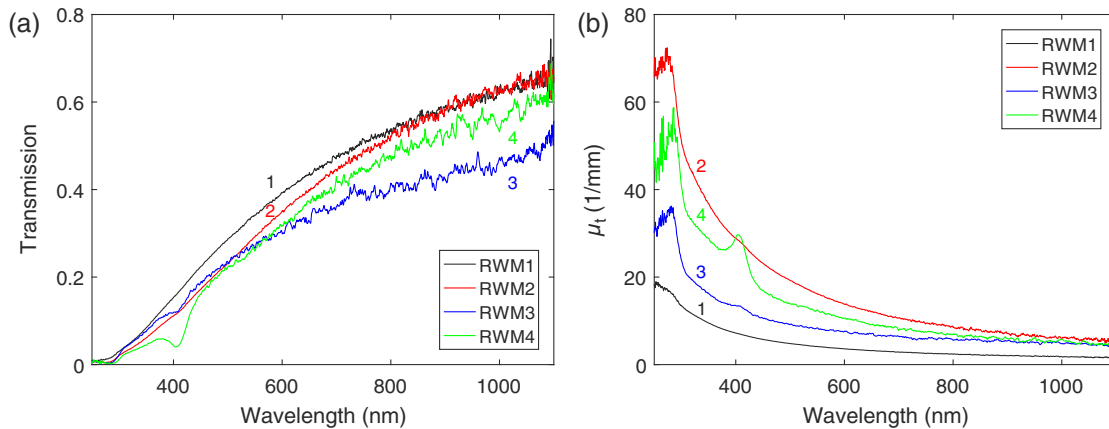 (a)
Transmission
0.8
0.6
0.4
0.2
0
400
600
800
1000
Wavelength (nm)
1
2
3
4
RWM1
RWM2
RWM3
RWM4
(b)
μt (1/mm)
80
60
40
20
0
400
600
800
1000
Wavelength (nm)
2
4
3
1
RWM1
RWM2
RWM3
RWM4